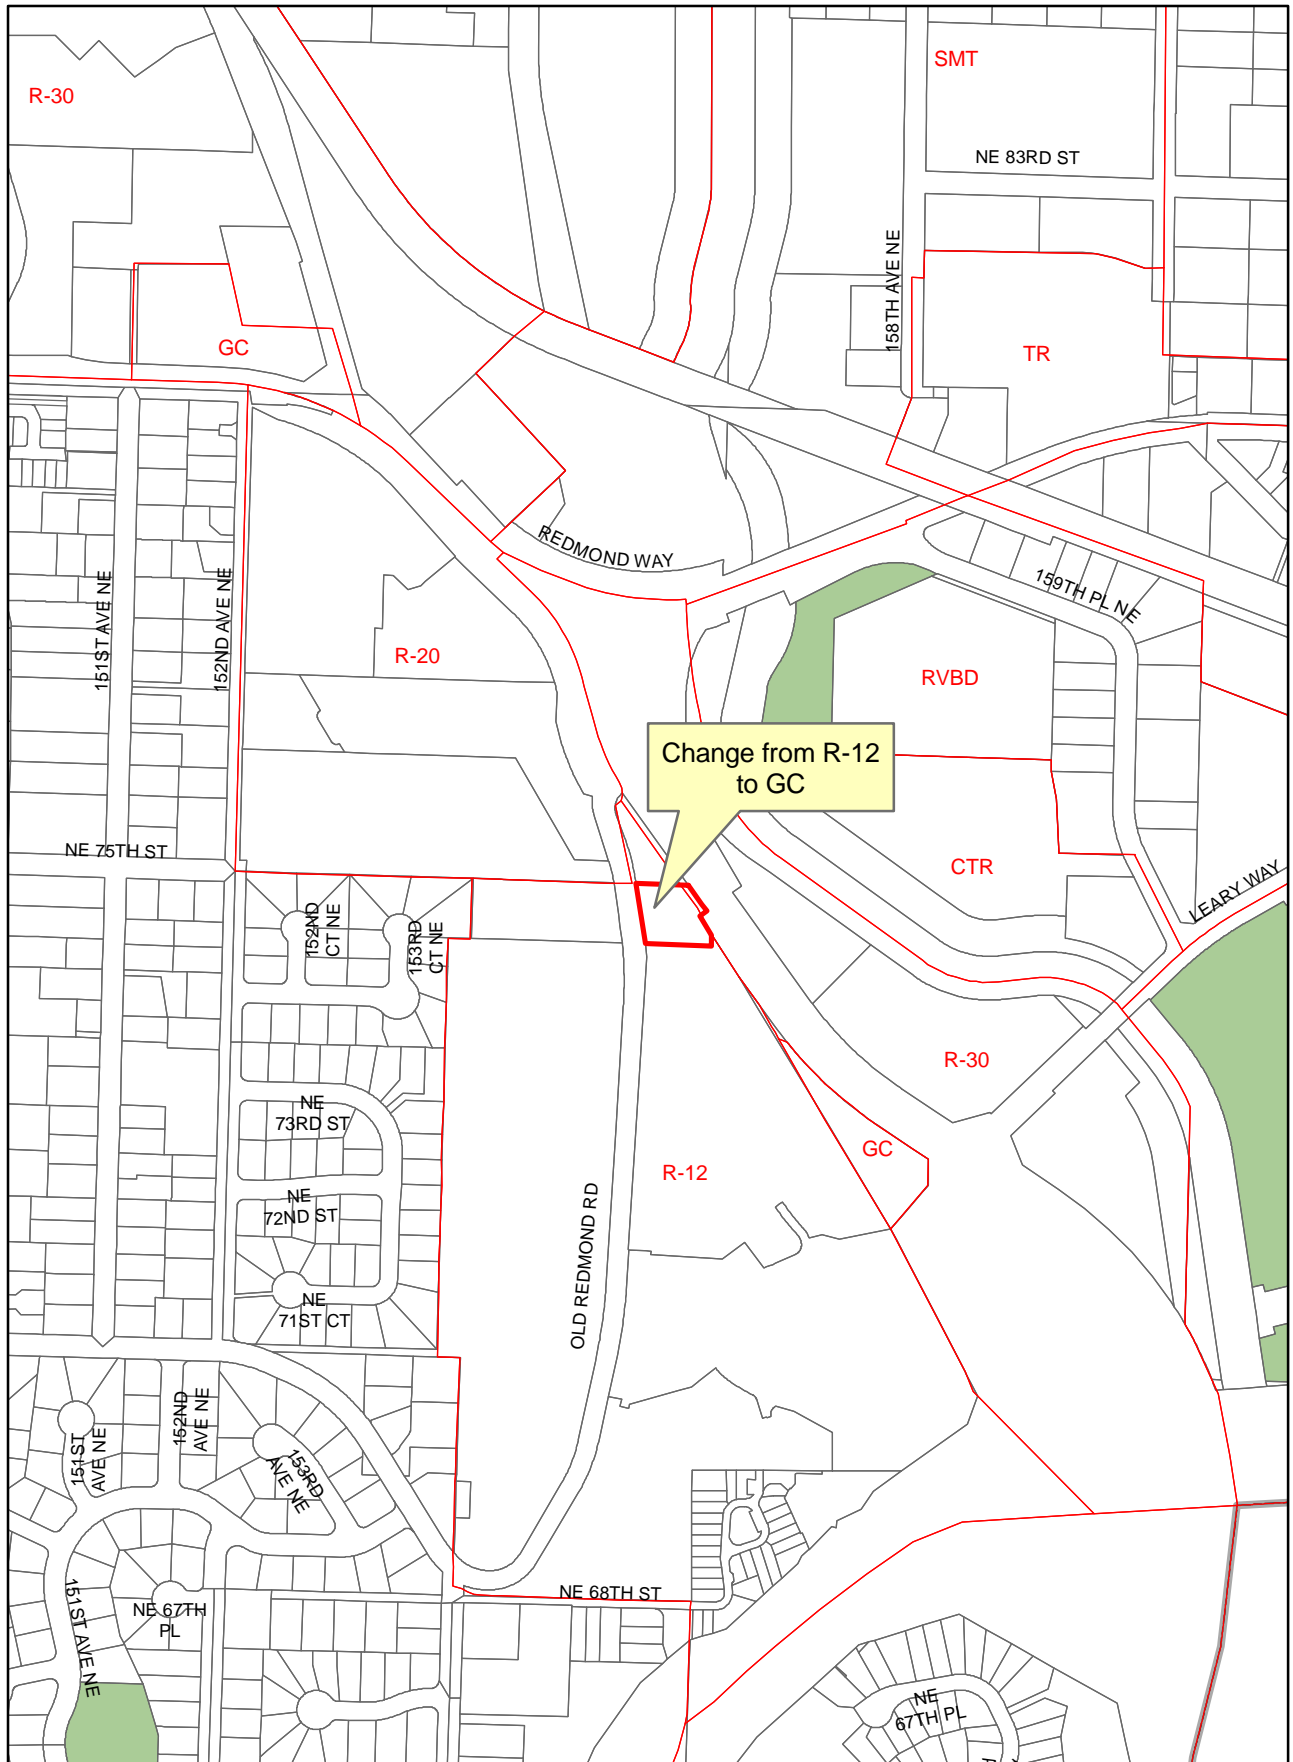 SMT
R-30
NE 83RD ST
158TH AVE NE
GC
TR
REDMOND WAY
159TH PL NE
151ST AVE NE
152ND AVE NE
R-20
RVBD
Change from R-12
to GC
NE 75TH ST
CTR
LEARY WAY
152ND
CT NE
153RD
CT NE
R-30
NE
73RD ST
GC
R-12
NE
72ND ST
OLD REDMOND RD
NE
71ST CT
152ND
AVE NE
151ST
AVE NE
153RD
AVE NE
NE 68TH ST
151ST AVE NE
NE 67TH
PL
NE
67TH PL